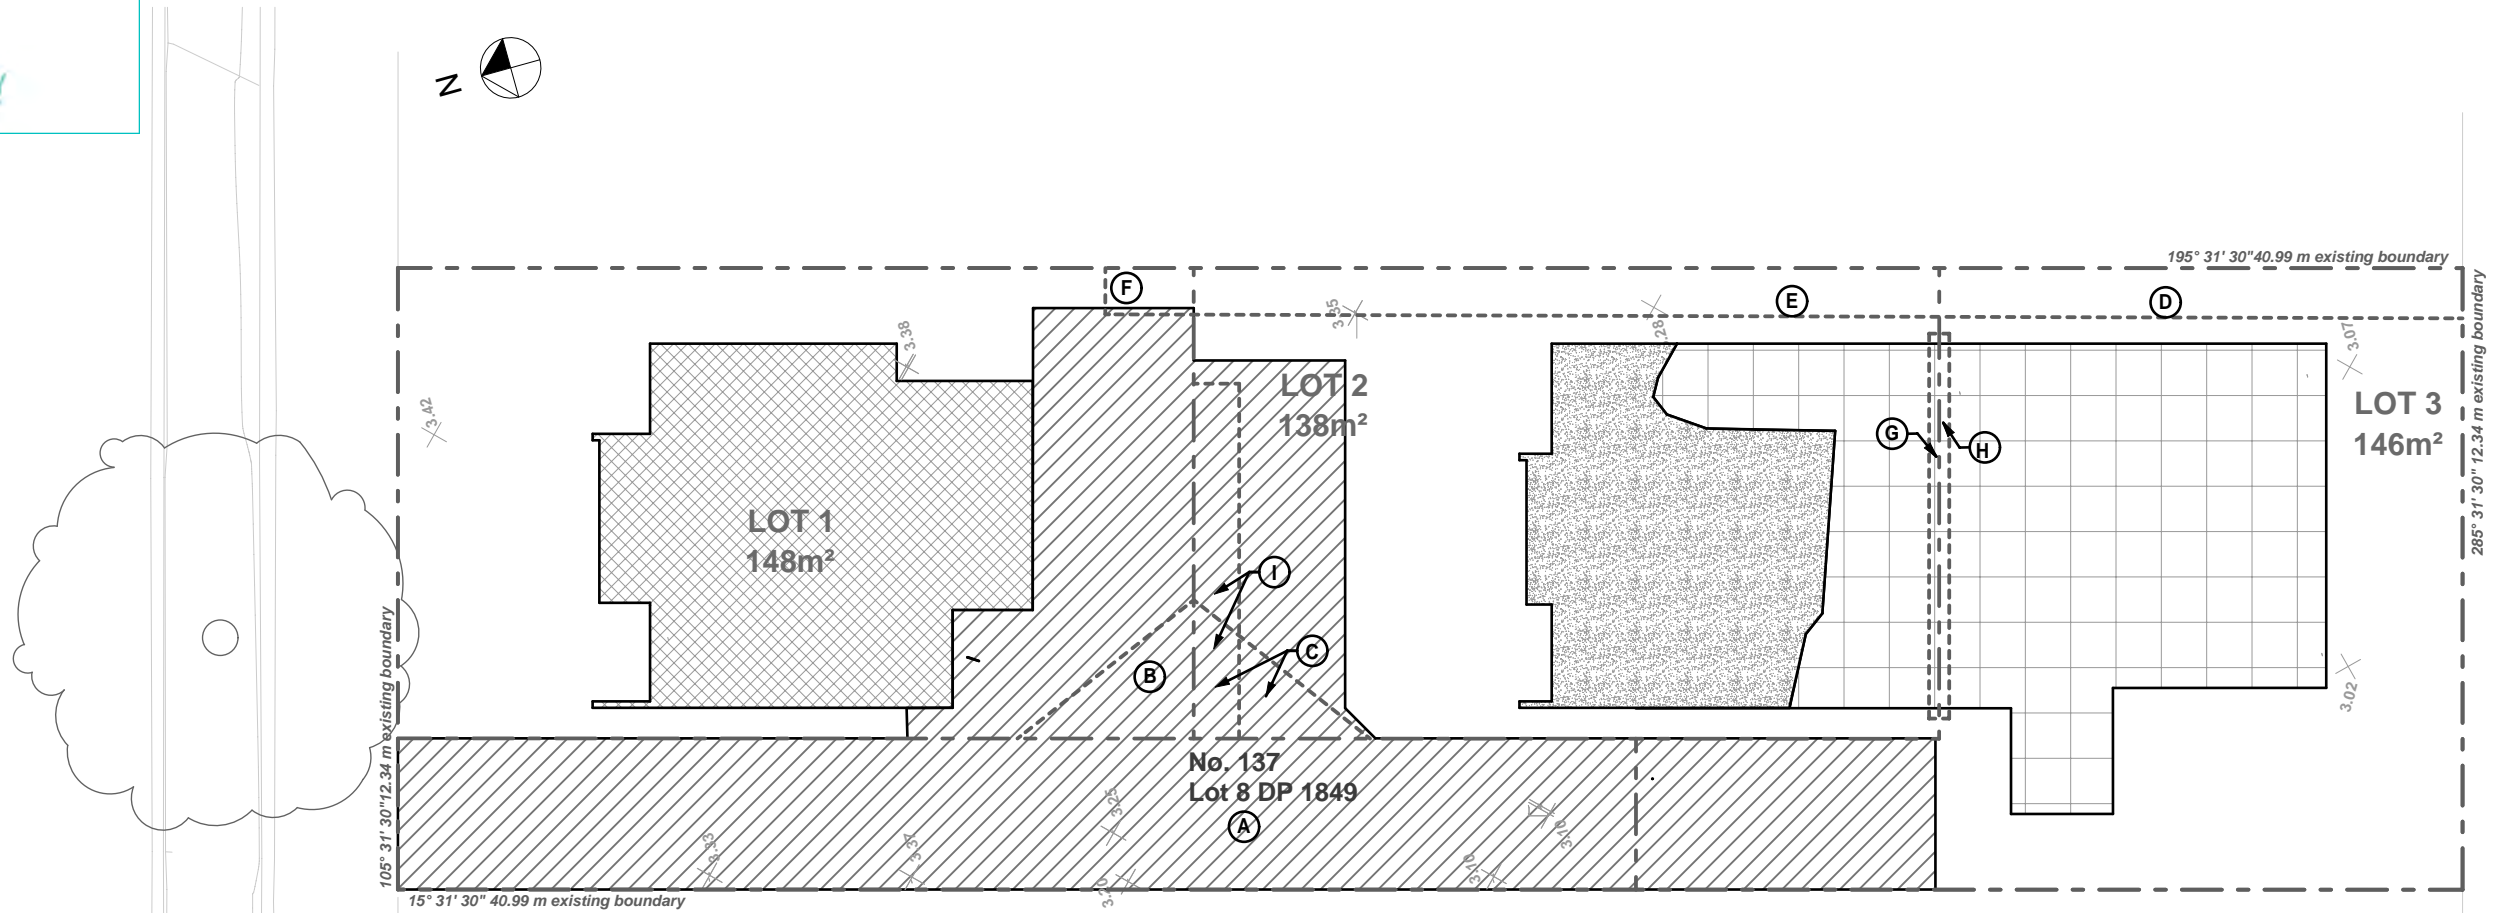 N
195° 31' 30"40.99 m existing boundary
F
E
D
3.38
3.35
.28
3.07
3.42
LOT 2
138m²
LOT 3
146m²
285° 31' 30" 12.34 m existing boundary
G
H
LOT 1
148m²
I
C
B
105° 31' 30"12.34 m existing boundary
3.02
No. 137
Lot 8 DP 1849
A
3.25
3.33
3.37
3.10
3.10
15° 31' 30" 40.99 m existing boundary